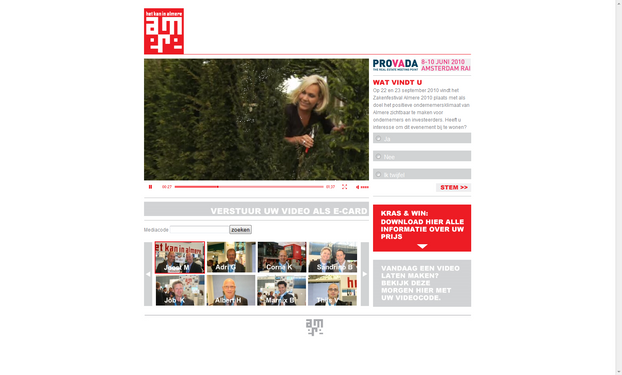 het kan in almere
PROVADA 8-10 JUNI 2010
THE REAL ESTATE MEETING POINT AMSTERDAM RAI
WAT VINDT U
Op 22 en 23 september 2010 vindt het
Zakenfestival Almere 2010 plaats met als
doel het positieve ondernemersklimaat van
Almere zichtbaar te maken voor
ondernemers en investeerders. Heeft u
interesse om dit evenement bij te wonen?
Ja
Nee
Ik twijfel
STEM >>
00:27
01:27
VERSTUUR UW VIDEO ALS E-CARD
Mediacode
zoeken
Joost M
Adri G
Corrie K
Sandrino B
Job K
Albert H
Marnix B
Thijs V
KRAS & WIN:
DOWNLOAD HIER ALLE
INFORMATIE OVER UW
PRIJS
VANDAAG EEN VIDEO
LATEN MAKEN?
BEKIJK DEZE
MORGEN HIER MET
UW VIDEOCODE.